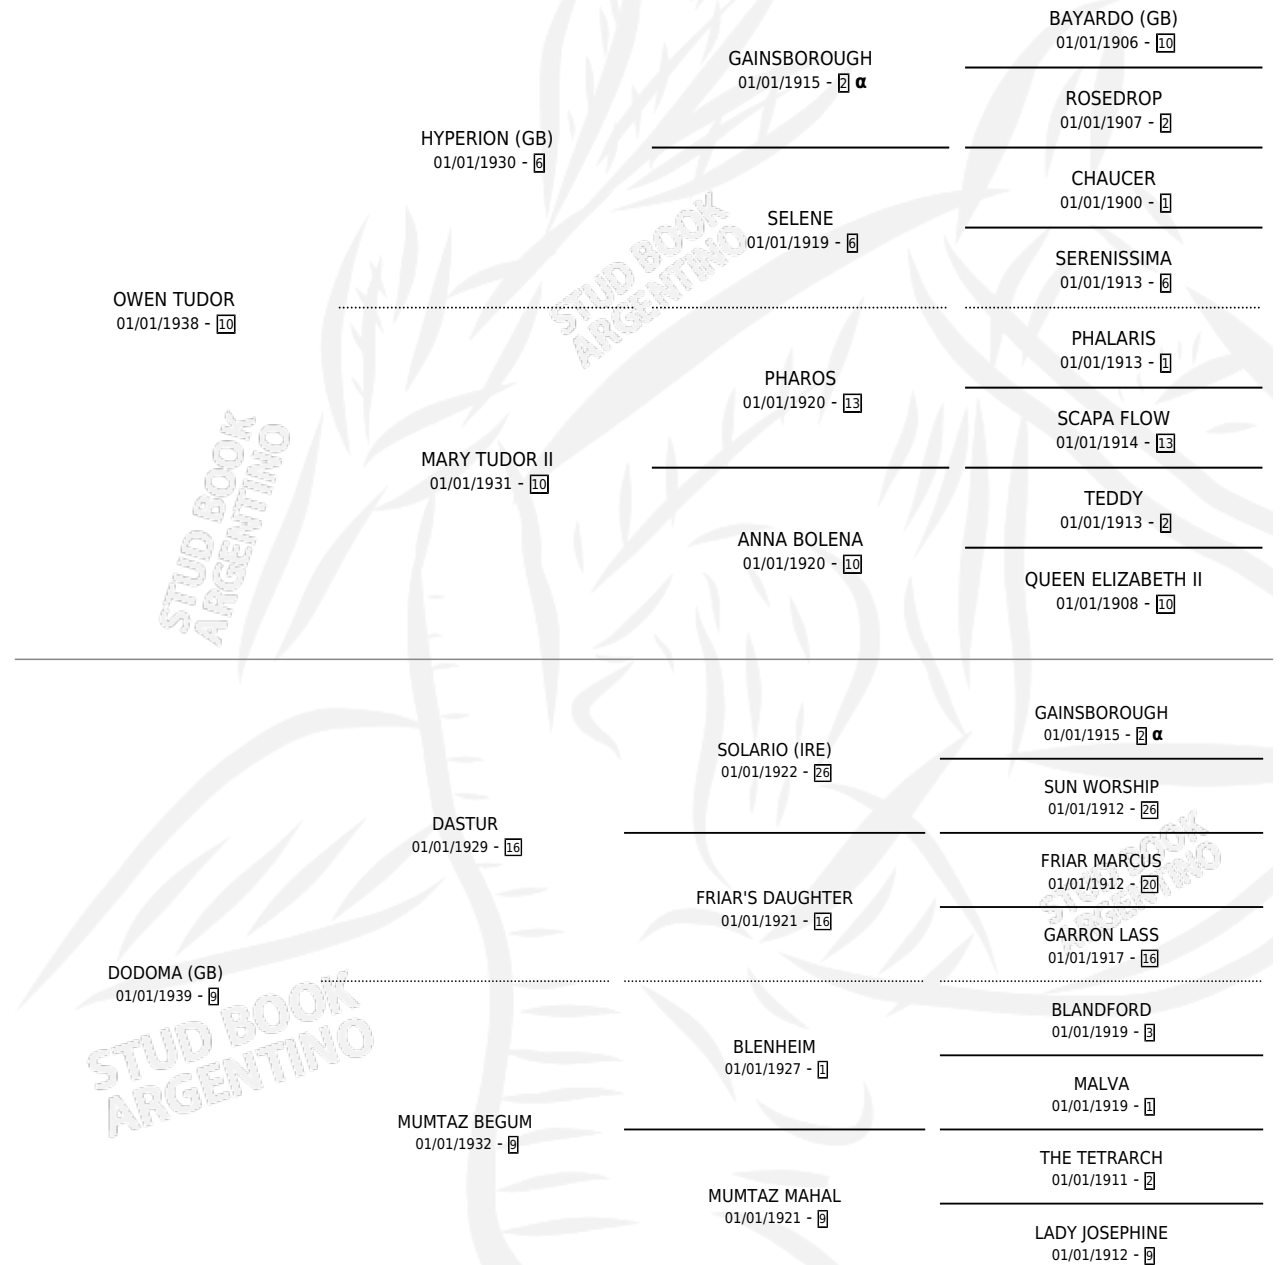 BAYARDO (GB)
01/01/1906 - 10
GAINSBOROUGH
01/01/1915 - 2 α
ROSEDROP
01/01/1907 - 2
HYPERION (GB)
01/01/1930 - 6
CHAUCER
01/01/1900 - 1
SELENE
01/01/1919 - 6
SERENISSIMA
01/01/1913 - 6
STUD BOOK
ARGENTINO
OWEN TUDOR
01/01/1938 - 10
PHALARIS
01/01/1913 - 1
PHAROS
01/01/1920 - 13
SCAPA FLOW
01/01/1914 - 13
MARY TUDOR II
01/01/1931 - 10
TEDDY
01/01/1913 - 2
ANNA BOLENA
01/01/1920 - 10
QUEEN ELIZABETH II
01/01/1908 - 10
STUD BOOK
ARGENTINO
GAINSBOROUGH
01/01/1915 - 2 α
SOLARIO (IRE)
01/01/1922 - 26
SUN WORSHIP
01/01/1912 - 26
DASTUR
01/01/1929 - 16
FRIAR MARCUS
01/01/1912 - 20
STUD BOOK
ARGENTINO
FRIAR'S DAUGHTER
01/01/1921 - 16
GARRON LASS
01/01/1917 - 16
DODOMA (GB)
01/01/1939 - 9
STUD BOOK
ARGENTINO
BLANDFORD
01/01/1919 - 3
BLENHEIM
01/01/1927 - 1
MALVA
01/01/1919 - 1
MUMTAZ BEGUM
01/01/1932 - 9
THE TETRARCH
01/01/1911 - 2
MUMTAZ MAHAL
01/01/1921 - 9
LADY JOSEPHINE
01/01/1912 - 9